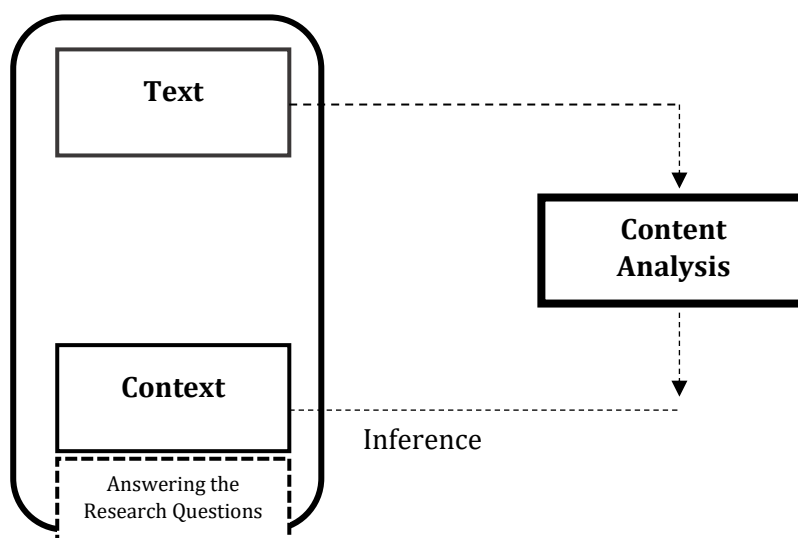 Text
Content
Analysis
Context
Inference
Answering the
Research Questions